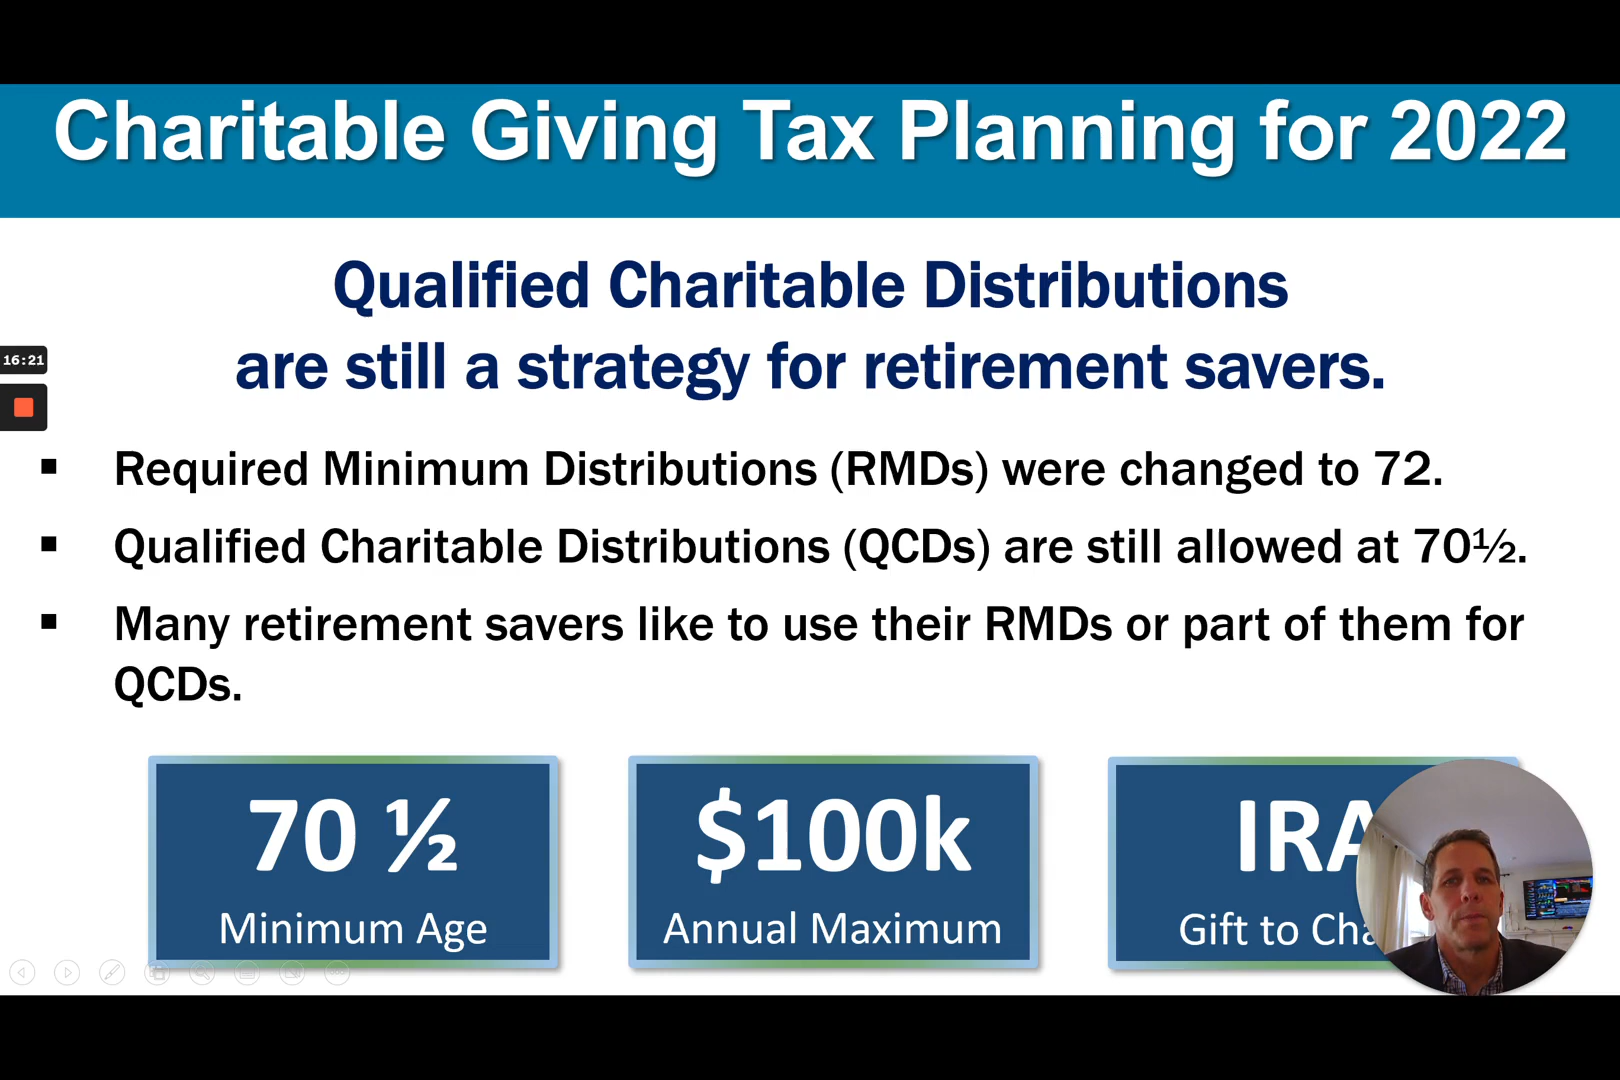 Charitable Giving Tax Planning for 2022
Qualified Charitable Distributions
are still a strategy for retirement savers.
16:21
▪ Required Minimum Distributions (RMDs) were changed to 72.
▪ Qualified Charitable Distributions (QCDs) are still allowed at 70½.
▪ Many retirement savers like to use their RMDs or part of them for
QCDs.
70 ½
Minimum Age
$100k
Annual Maximum
IRA
Gift to